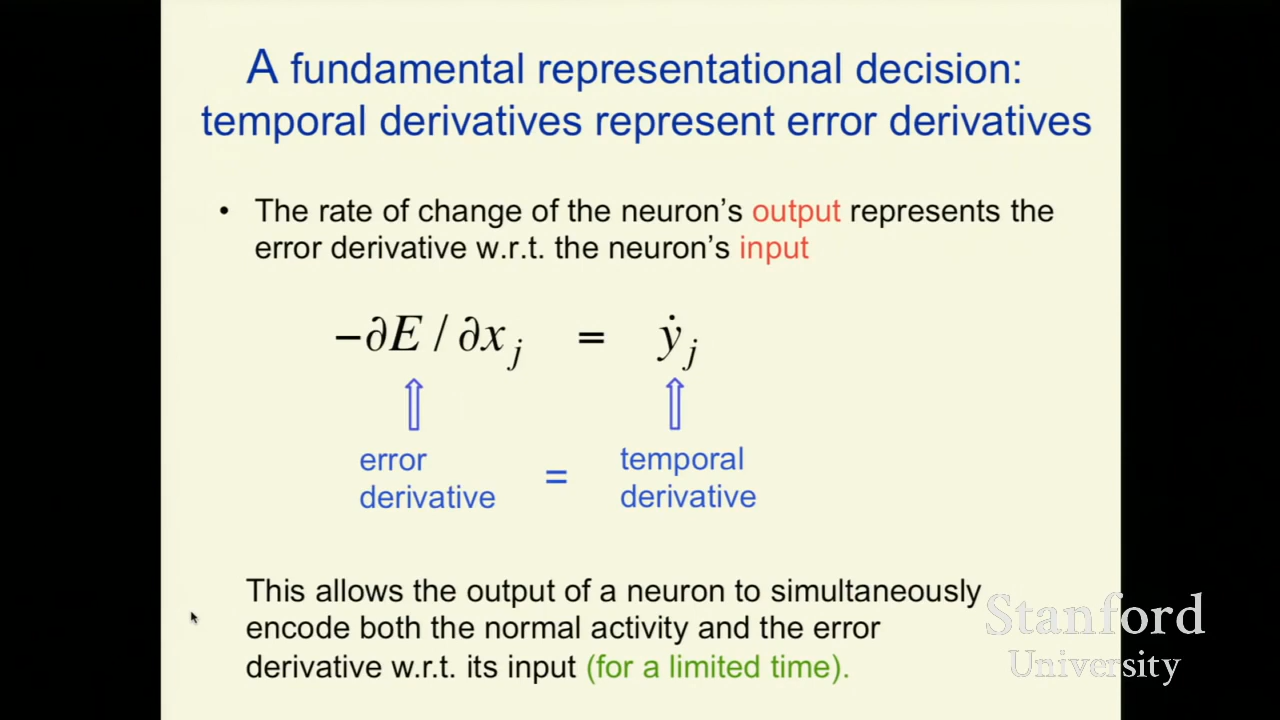 A fundamental representational decision:
temporal derivatives represent error derivatives
• The rate of change of the neuron's output represents the
error derivative w.r.t. the neuron's input
−∂E / ∂x_j = ẏ_j
error derivative = temporal derivative
This allows the output of a neuron to simultaneously
encode both the normal activity and the error
derivative w.r.t. its input (for a limited time).
Stanford
University